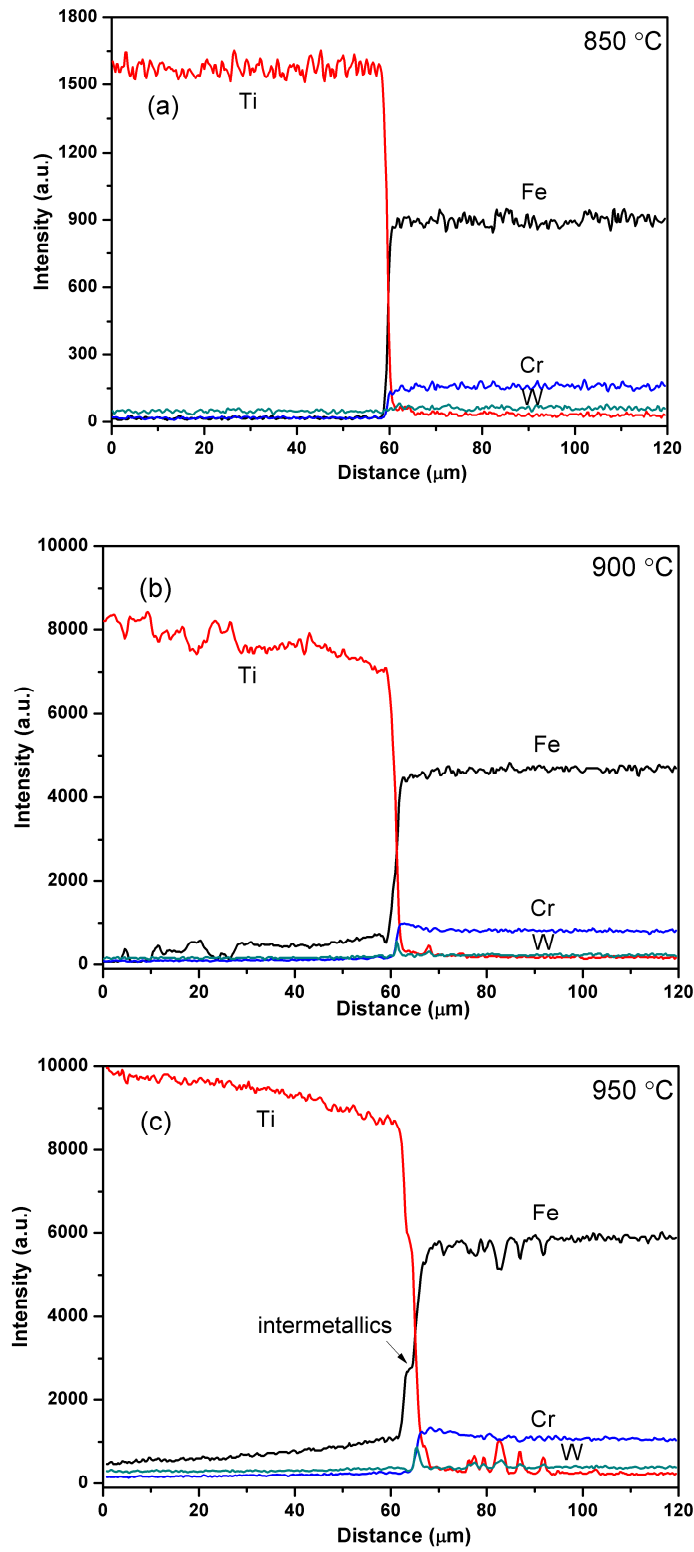 1800
850 °C
1500
(a)
Ti
1200
Intensity (a.u.)
900
Fe
600
300
Cr
W
0
0 20 40 60 80 100 120
Distance (μm)
10000
900 °C
(b)
8000
Ti
6000
Intensity (a.u.)
Fe
4000
2000
Cr
W
0
0 20 40 60 80 100 120
Distance (μm)
10000
950 °C
(c)
Ti
8000
Intensity (a.u.)
6000
Fe
4000
intermetallics
2000
Cr
W
0
0 20 40 60 80 100 120
Distance (μm)